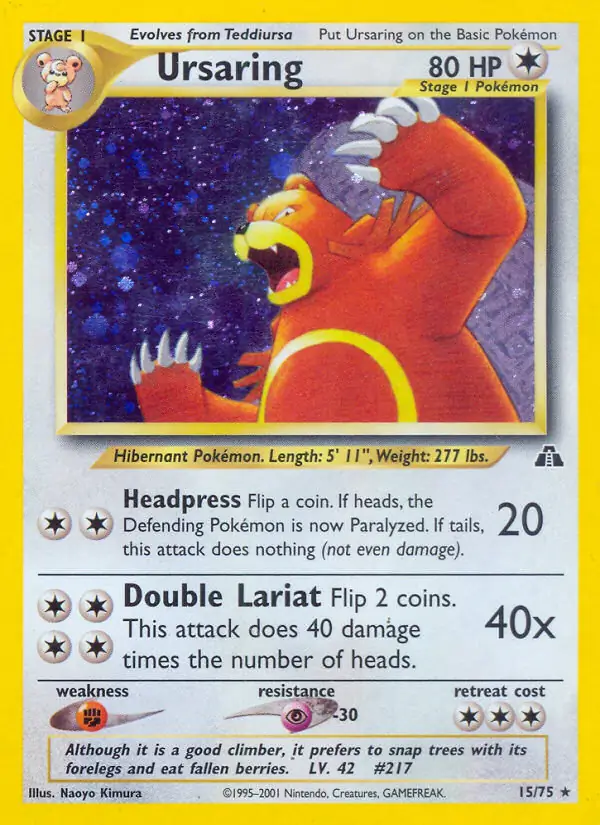 STAGE 1 Evolves from Teddiursa Put Ursaring on the Basic Pokémon
Ursaring 80 HP
Stage 1 Pokémon
Hibernant Pokémon. Length: 5' 11", Weight: 277 lbs.
Headpress Flip a coin. If heads, the
Defending Pokémon is now Paralyzed. If tails,
this attack does nothing (not even damage).
20
Double Lariat Flip 2 coins.
This attack does 40 damage
times the number of heads.
40x
weakness resistance retreat cost
-30
Although it is a good climber, it prefers to snap trees with its
forelegs and eat fallen berries. LV. 42 #217
Illus. Naoyo Kimura ©1995-2001 Nintendo, Creatures, GAMEFREAK. 15/75 ★